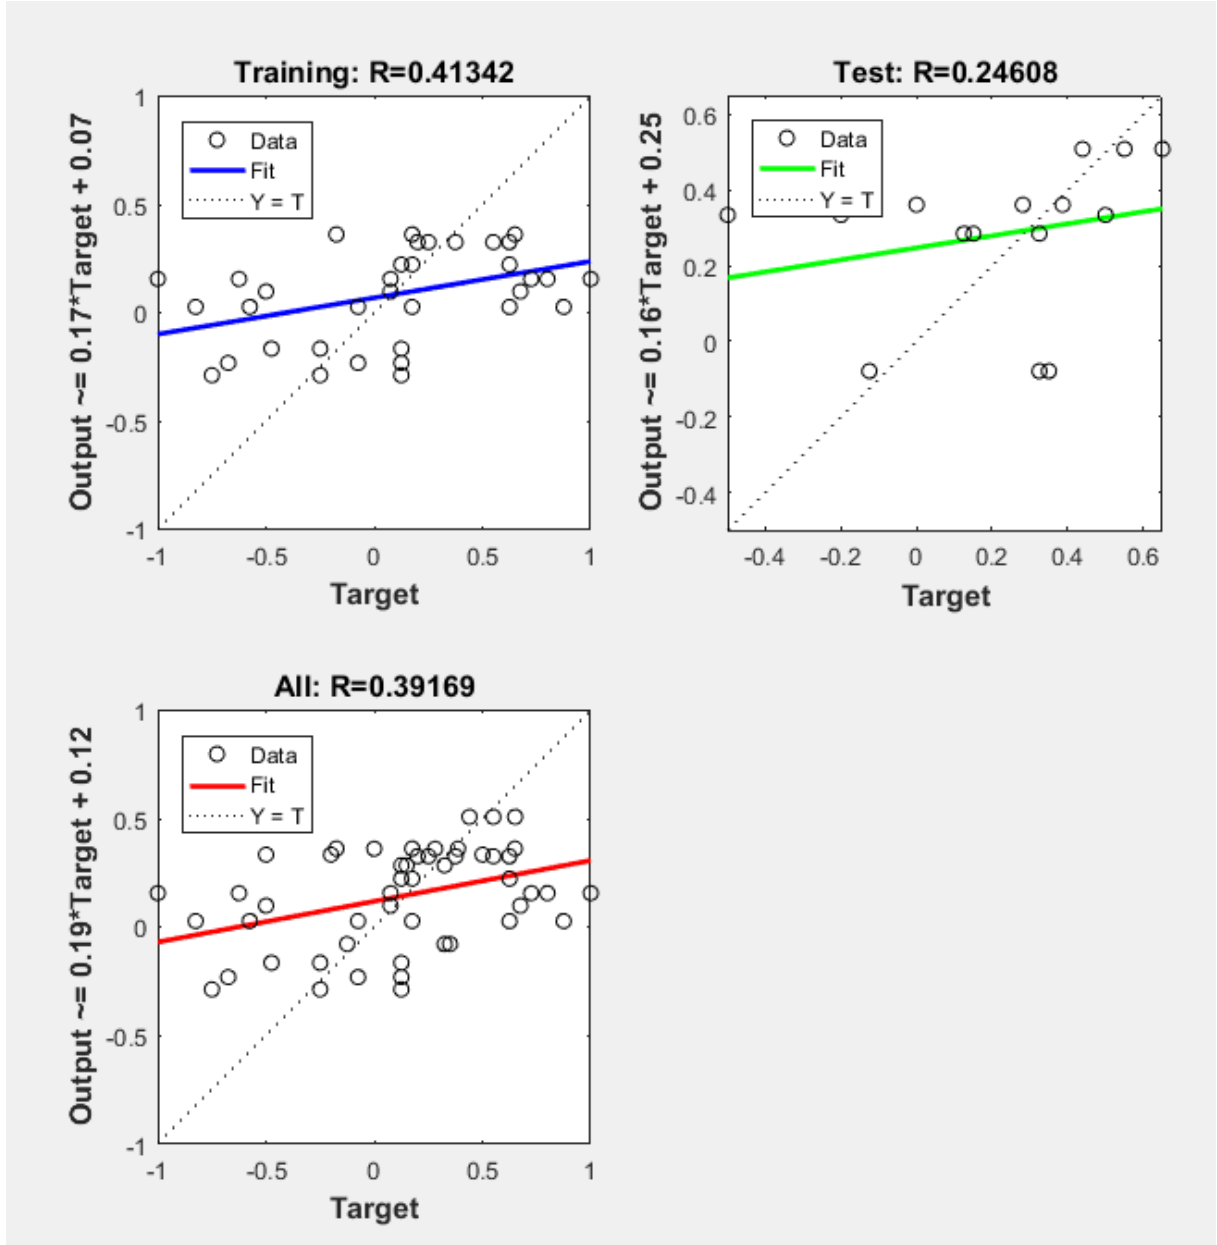 Training: R=0.41342
Output ~= 0.17*Target + 0.07
1
0.5
0
-0.5
-1
Data
Fit
Y = T
-1
-0.5
0
0.5
1
Target
Test: R=0.24608
Output ~= 0.16*Target + 0.25
0.6
0.4
0.2
0
-0.2
-0.4
Data
Fit
Y = T
-0.4
-0.2
0
0.2
0.4
0.6
Target
All: R=0.39169
Output ~= 0.19*Target + 0.12
1
0.5
0
-0.5
-1
Data
Fit
Y = T
-1
-0.5
0
0.5
1
Target